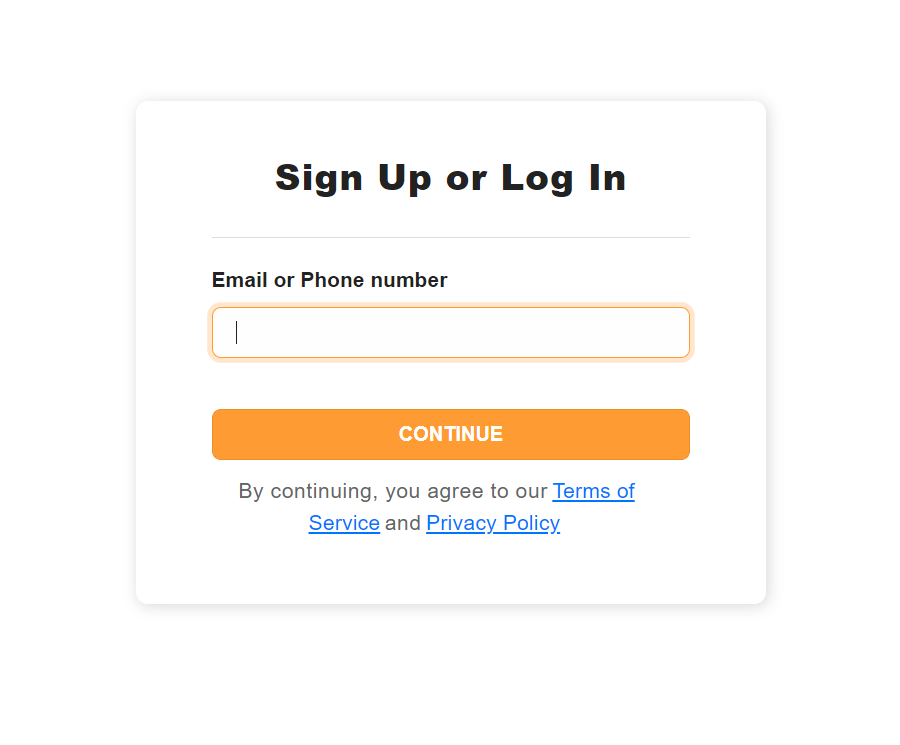 Sign Up or Log In
Email or Phone number
CONTINUE
By continuing, you agree to our Terms of
Service and Privacy Policy